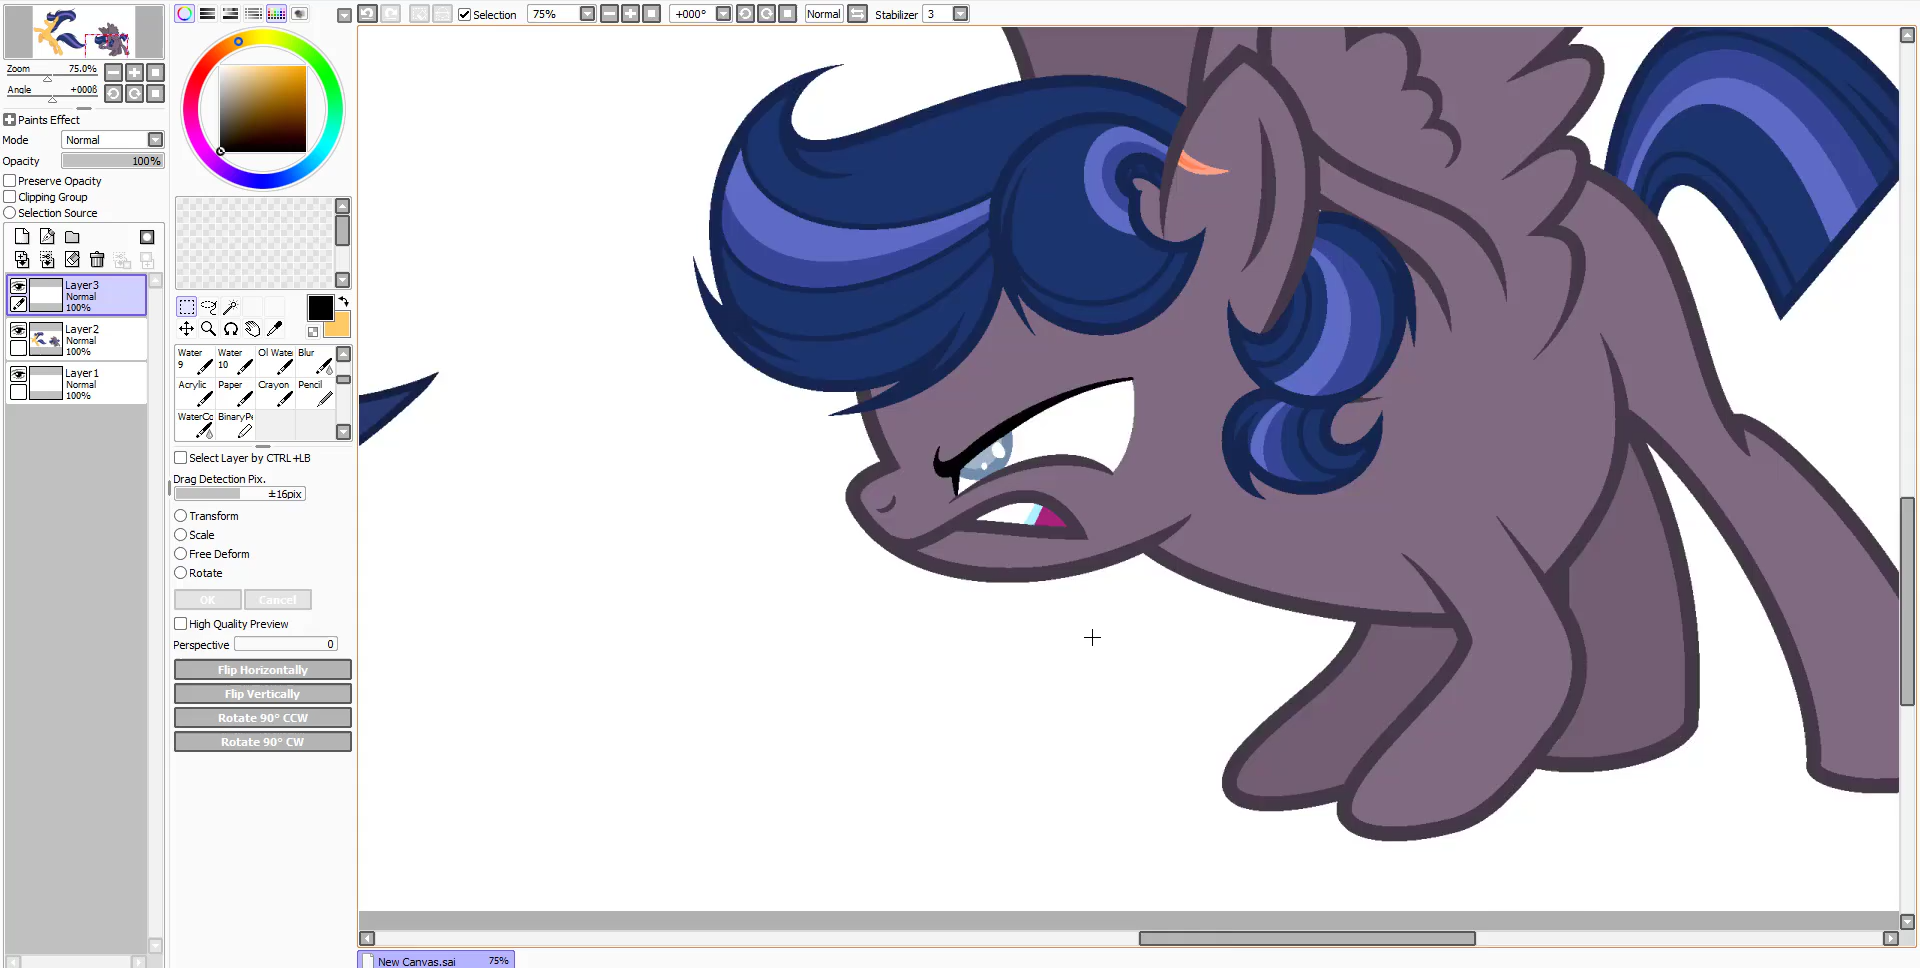 Selection
75%
+000°
Normal
Stabilizer
3
Zoom
75.0%
Angle
+000ß
Paints Effect
Mode
Normal
Opacity
100%
Preserve Opacity
Clipping Group
Selection Source
Layer3
Normal
100%
Layer2
Normal
100%
Layer1
Normal
100%
Water Water Ol Wate Blur
9 10
Acrylic Paper Crayon Pencil
WaterCo BinaryPe
Select Layer by CTRL+LB
Drag Detection Pix.
±16pix
Transform
Scale
Free Deform
Rotate
OK Cancel
High Quality Preview
Perspective 0
Flip Horizontally
Flip Vertically
Rotate 90° CCW
Rotate 90° CW
New Canvas.sai 75%